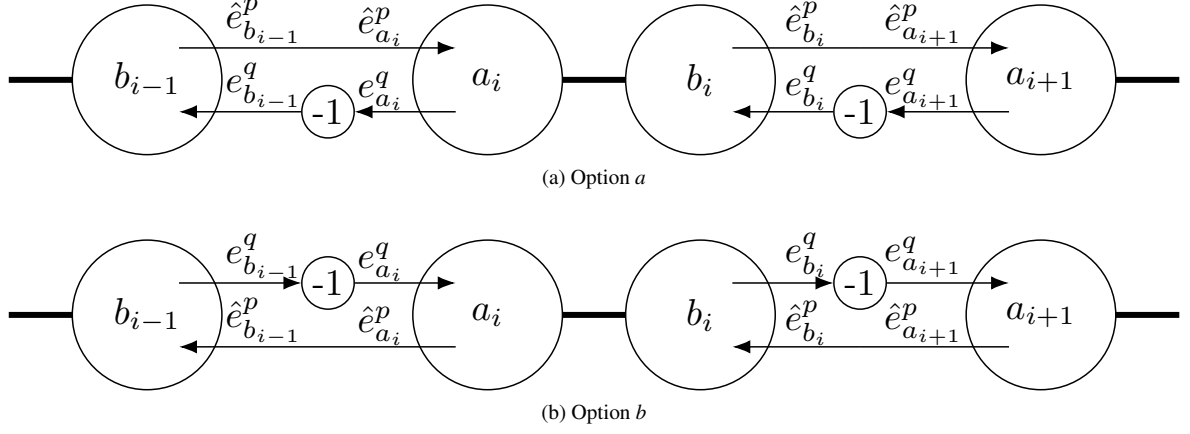 ê^p_{b_{i−1}} ê^p_{a_i} ê^p_{b_i} ê^p_{a_{i+1}}
b_{i−1} a_i b_i a_{i+1}
e^q_{b_{i−1}} -1 e^q_{a_i} e^q_{b_i} -1 e^q_{a_{i+1}}
(a) Option a
e^q_{b_{i−1}} -1 e^q_{a_i} e^q_{b_i} -1 e^q_{a_{i+1}}
b_{i−1} a_i b_i a_{i+1}
ê^p_{b_{i−1}} ê^p_{a_i} ê^p_{b_i} ê^p_{a_{i+1}}
(b) Option b